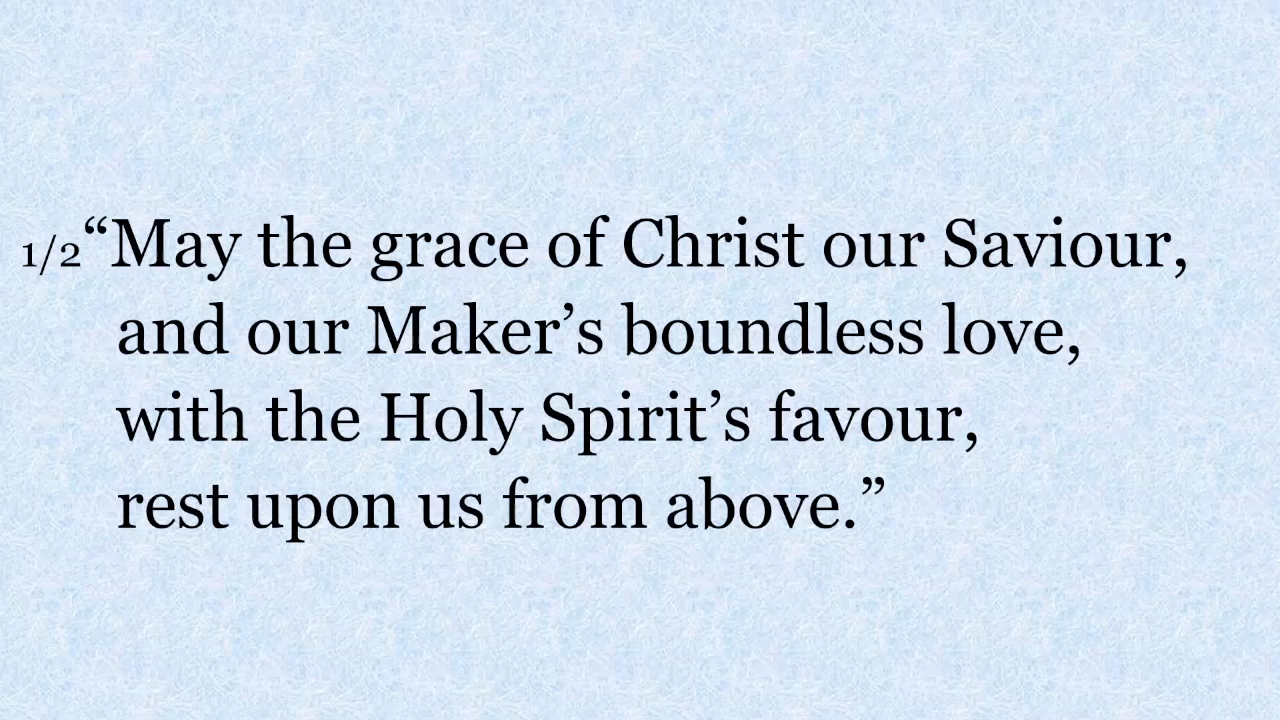 1/2“May the grace of Christ our Saviour,
and our Maker’s boundless love,
with the Holy Spirit’s favour,
rest upon us from above.”